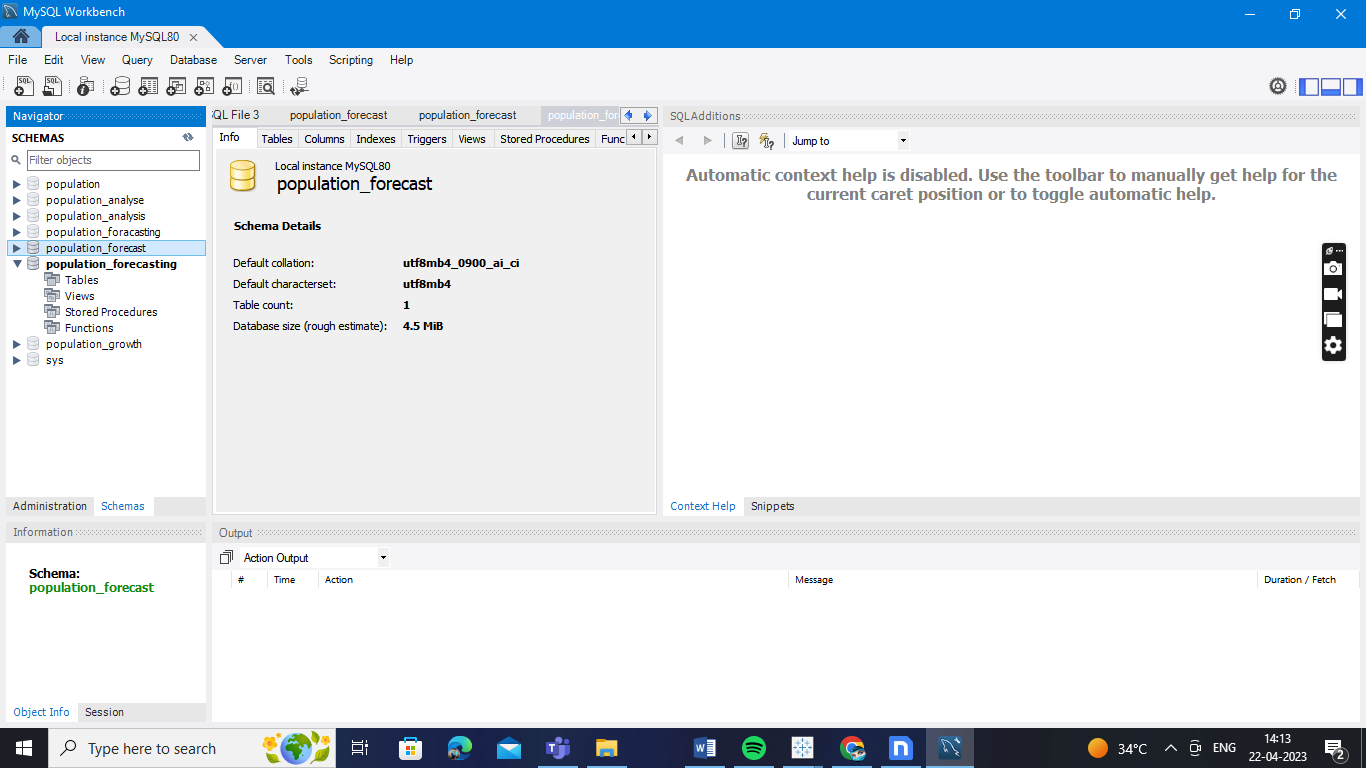 MySQL Workbench
Local instance MySQL80
File Edit View Query Database Server Tools Scripting Help
Navigator
SCHEMAS
Filter objects
population
population_analyse
population_analysis
population_foracasting
population_forecast
population_forecasting
Tables
Views
Stored Procedures
Functions
population_growth
sys
Administration Schemas
Information
Schema:
population_forecast
Object Info Session
SQL File 3 population_forecast population_forecast population_for
Info Tables Columns Indexes Triggers Views Stored Procedures Func
Local instance MySQL80
population_forecast
Schema Details
Default collation: utf8mb4_0900_ai_ci
Default characterset: utf8mb4
Table count: 1
Database size (rough estimate): 4.5 MiB
SQLAdditions
Jump to
Automatic context help is disabled. Use the toolbar to manually get help for the
current caret position or to toggle automatic help.
Context Help Snippets
Output
Action Output
# Time Action Message Duration / Fetch
Type here to search
34°C ENG 14:13
22-04-2023
2